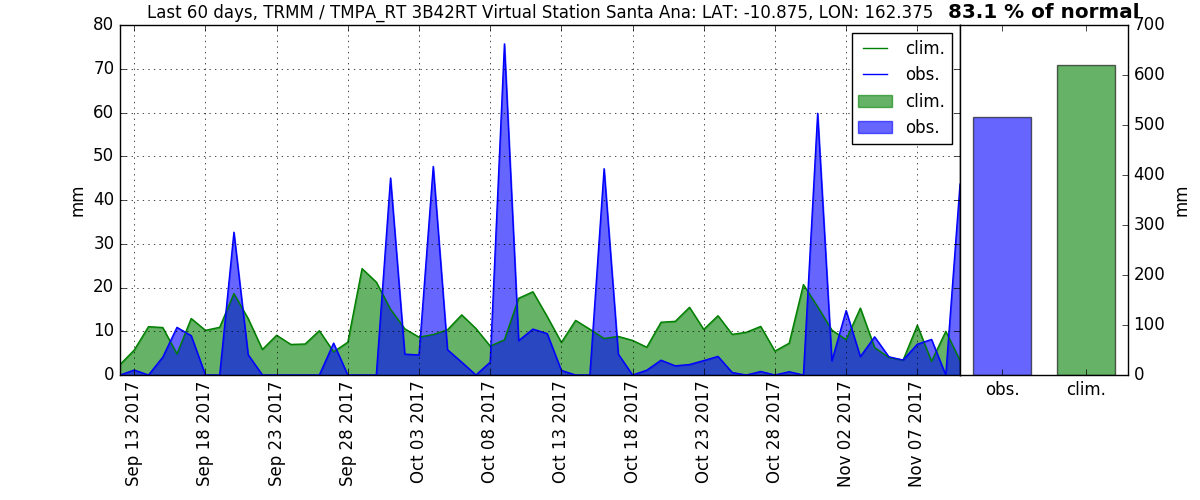 Last 60 days, TRMM / TMPA_RT 3B42RT Virtual Station Santa Ana: LAT: -10.875, LON: 162.375 83.1 % of normal
80
70
60
50
40
30
20
10
0
mm
clim.
obs.
clim.
obs.
Sep 13 2017
Sep 18 2017
Sep 23 2017
Sep 28 2017
Oct 03 2017
Oct 08 2017
Oct 13 2017
Oct 18 2017
Oct 23 2017
Oct 28 2017
Nov 02 2017
Nov 07 2017
700
600
500
400
300
200
100
0
mm
obs.
clim.